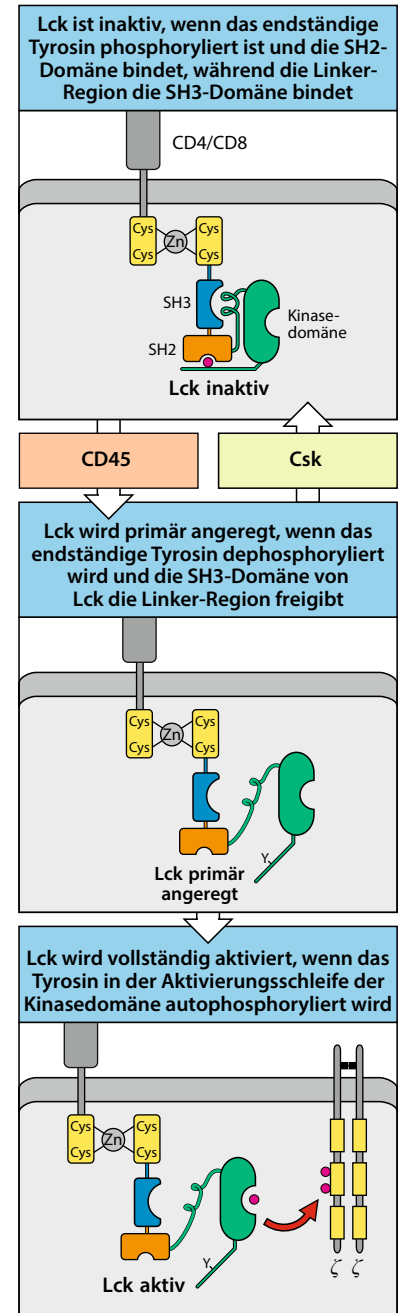 Lck ist inaktiv, wenn das endständige
Tyrosin phosphoryliert ist und die SH2-
Domäne bindet, während die Linker-
Region die SH3-Domäne bindet
CD4/CD8
Cys
Cys
Zn
Cys
Cys
SH3
Kinase-
domäne
SH2
Lck inaktiv
CD45
Csk
Lck wird primär angeregt, wenn das
endständige Tyrosin dephosphoryliert
wird und die SH3-Domäne von
Lck die Linker-Region freigibt
Cys
Cys
Zn
Cys
Cys
Y
Lck primär
angeregt
Lck wird vollständig aktiviert, wenn das
Tyrosin in der Aktivierungsschleife der
Kinasedomäne autophosphoryliert wird
Cys
Cys
Zn
Cys
Cys
Y
ζ ζ
Lck aktiv